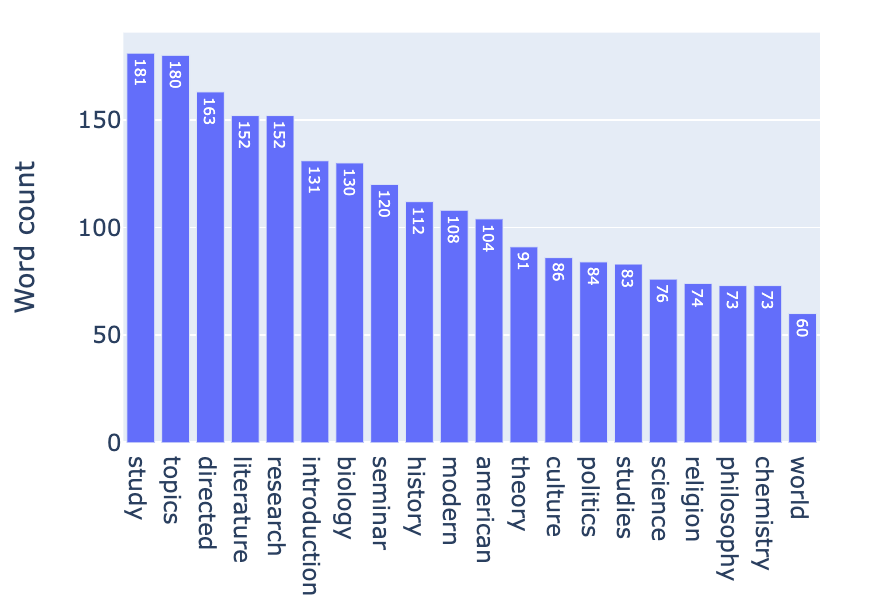 Word count
150
100
50
0
181
180
163
152
152
131
130
120
112
108
104
91
86
84
83
76
74
73
73
60
study
topics
directed
literature
research
introduction
biology
seminar
history
modern
american
theory
culture
politics
studies
science
religion
philosophy
chemistry
world